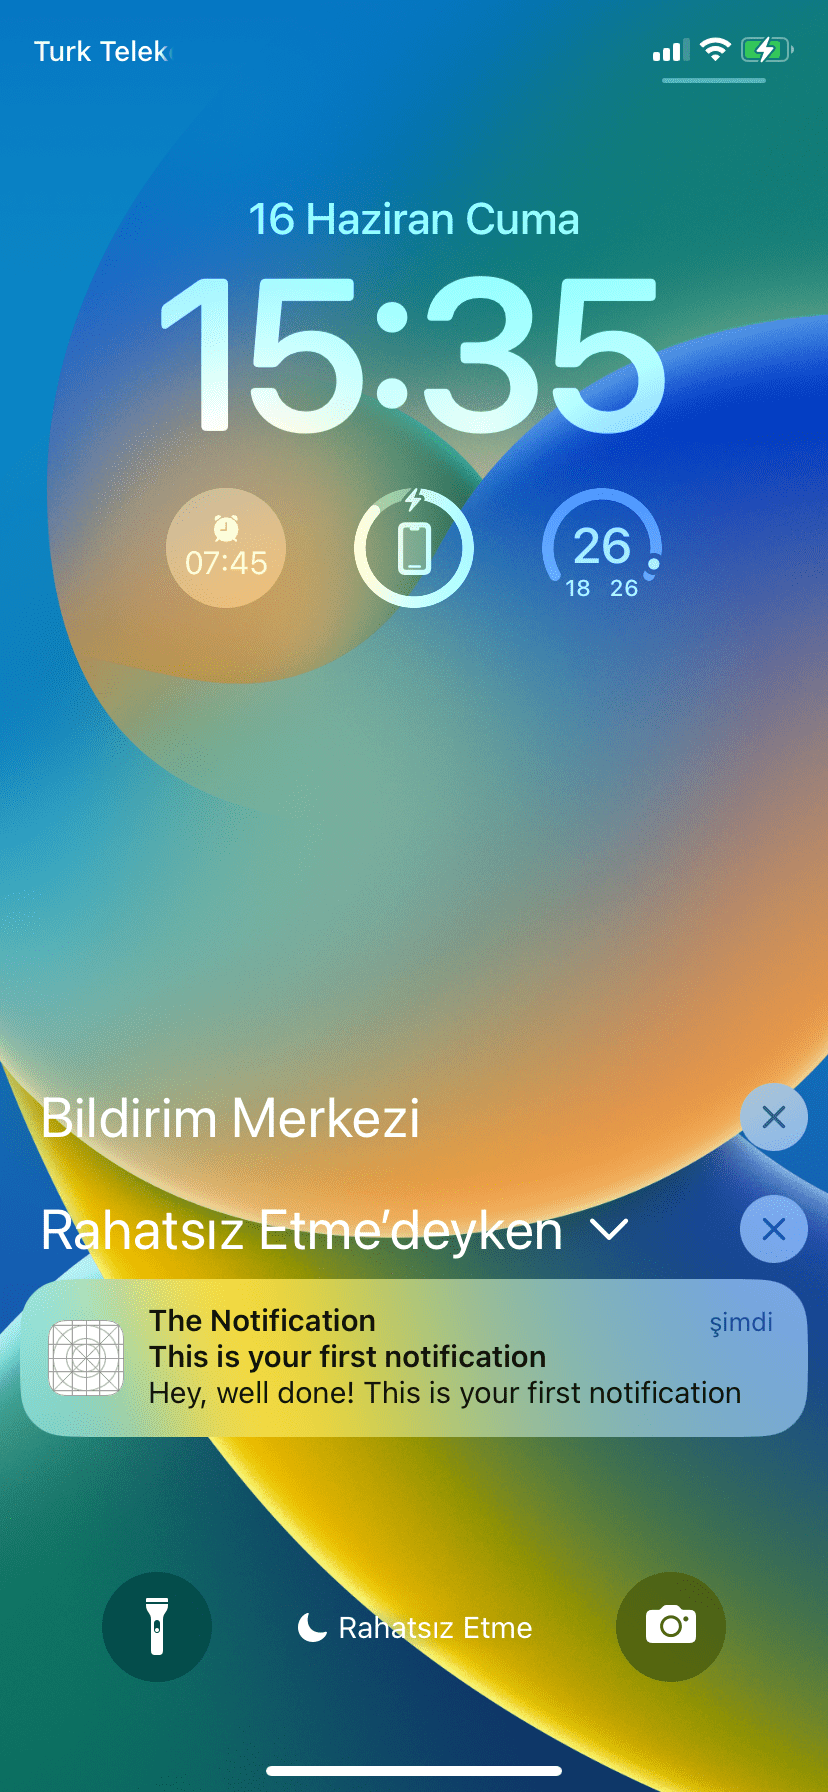 Turk Teleko
16 Haziran Cuma
15:35
07:45
26
18 26
Bildirim Merkezi
Rahatsız Etme’deyken
The Notification
şimdi
This is your first notification
Hey, well done! This is your first notification
Rahatsız Etme